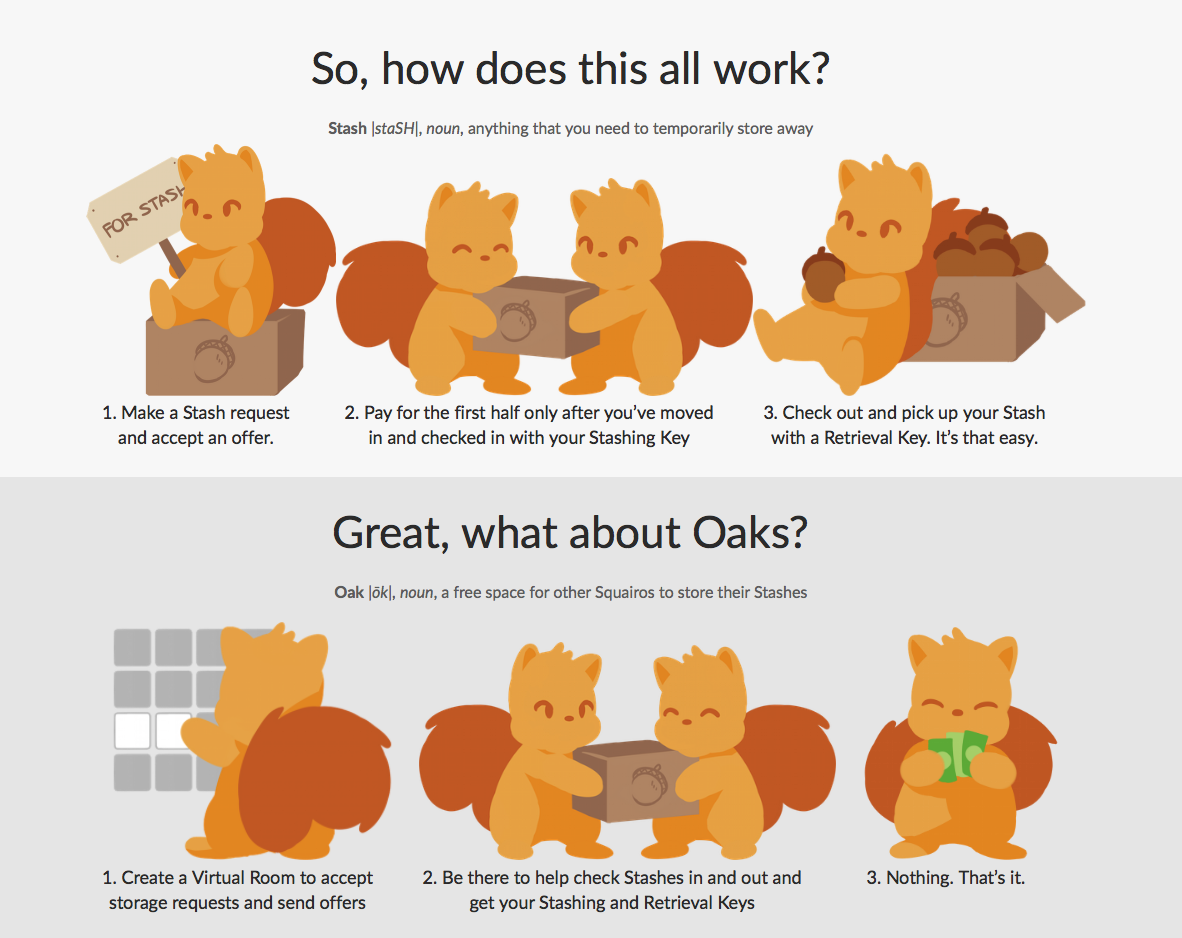 So, how does this all work?
Stash |staSH|, noun, anything that you need to temporarily store away
FOR STASH
1. Make a Stash request
and accept an offer.
2. Pay for the first half only after you’ve moved
in and checked in with your Stashing Key
3. Check out and pick up your Stash
with a Retrieval Key. It’s that easy.
Great, what about Oaks?
Oak |ōk|, noun, a free space for other Squairos to store their Stashes
1. Create a Virtual Room to accept
storage requests and send offers
2. Be there to help check Stashes in and out and
get your Stashing and Retrieval Keys
3. Nothing. That’s it.